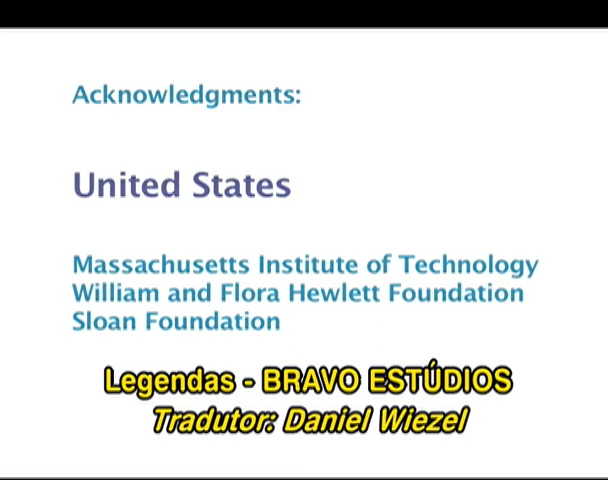 Acknowledgments:
United States
Massachusetts Institute of Technology
William and Flora Hewlett Foundation
Sloan Foundation
Legendas - BRAVO ESTÚDIOS
Tradutor: Daniel Wiezel